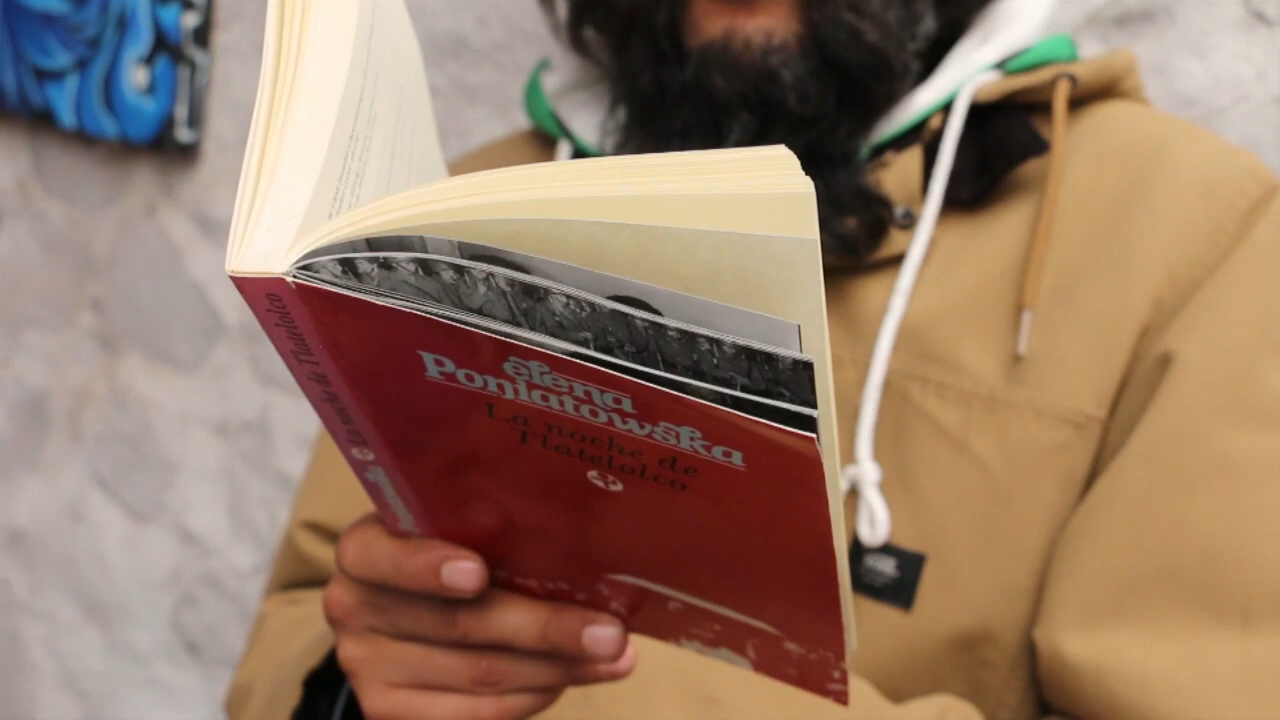 elena
Poniatowska
La noche de
Tlatelolco
La noche de Tlatelolco